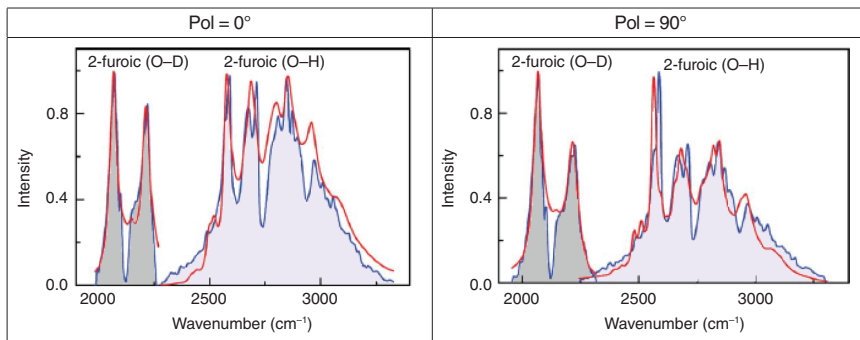 Pol = 0°
2-furoic (O–D) 2-furoic (O–H)
0.8
0.4
0.0
Intensity
2000 2500 3000
Wavenumber (cm⁻¹)
Pol = 90°
2-furoic (O–D) 2-furoic (O–H)
0.8
0.4
0.0
Intensity
2000 2500 3000
Wavenumber (cm⁻¹)